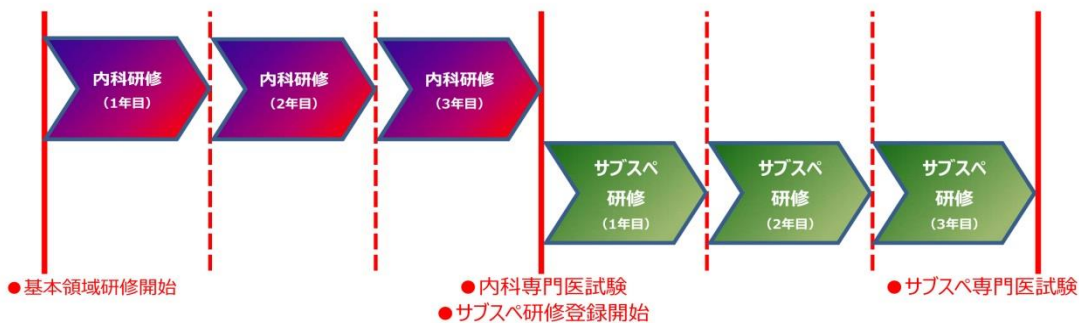 内科研修
（1年目）
内科研修
（2年目）
内科研修
（3年目）
サブスペ
研修
（1年目）
サブスペ
研修
（2年目）
サブスペ
研修
（3年目）
●基本領域研修開始
●内科専門医試験
●サブスペ研修登録開始
●サブスペ専門医試験